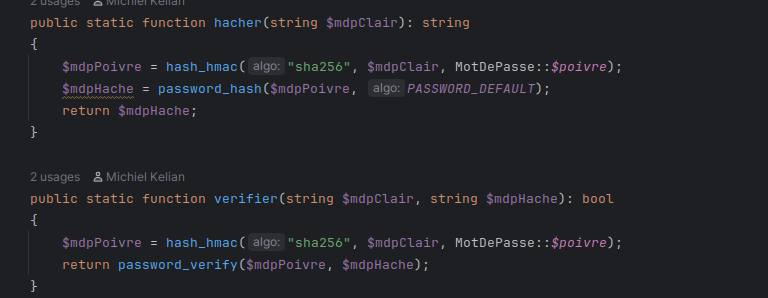 2 usages Michiel Kelian
public static function hacher(string $mdpClair): string
{
$mdpPoivre = hash_hmac( algo: "sha256", $mdpClair, MotDePasse::$poivre);
$mdpHache = password_hash($mdpPoivre, algo: PASSWORD_DEFAULT);
return $mdpHache;
}
2 usages Michiel Kelian
public static function verifier(string $mdpClair, string $mdpHache): bool
{
$mdpPoivre = hash_hmac( algo: "sha256", $mdpClair, MotDePasse::$poivre);
return password_verify($mdpPoivre, $mdpHache);
}